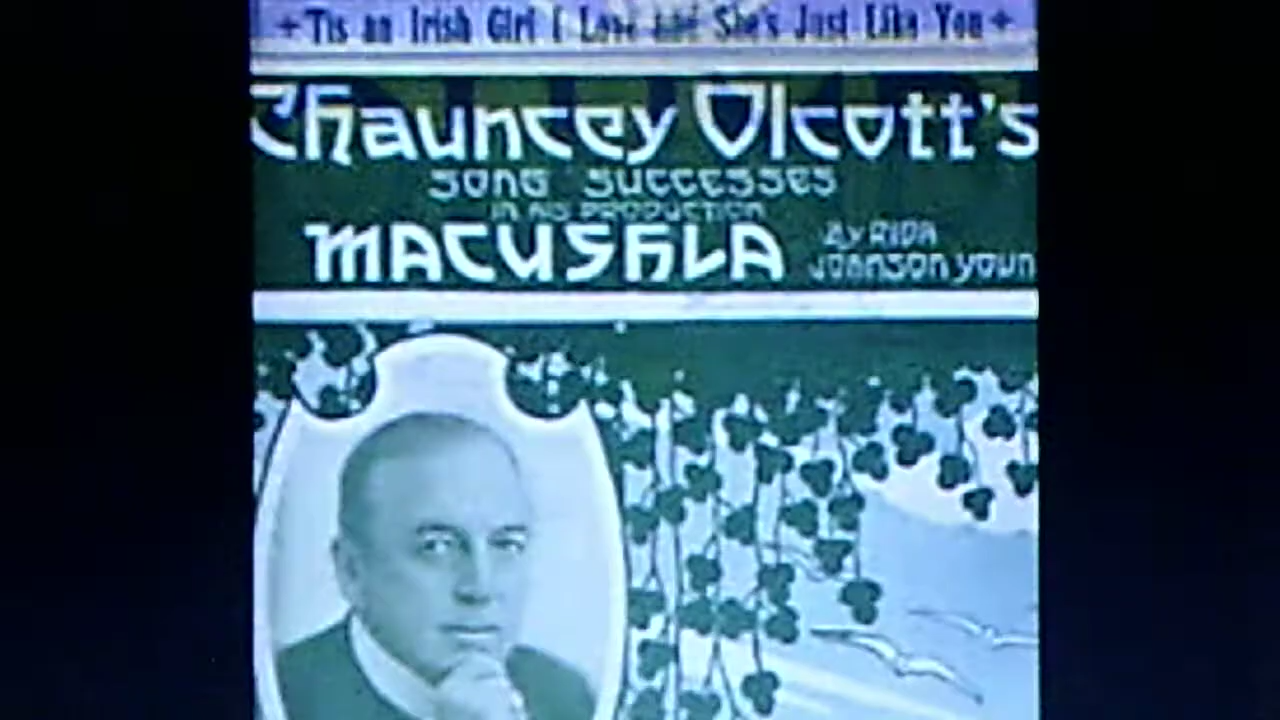 'Tis an Irish Girl I Love and She's Just Like You
Chauncey Olcott's
SONG SUCCESSES
IN HIS PRODUCTION
MACUSHLA
BY RIDA
JOHNSON YOUN